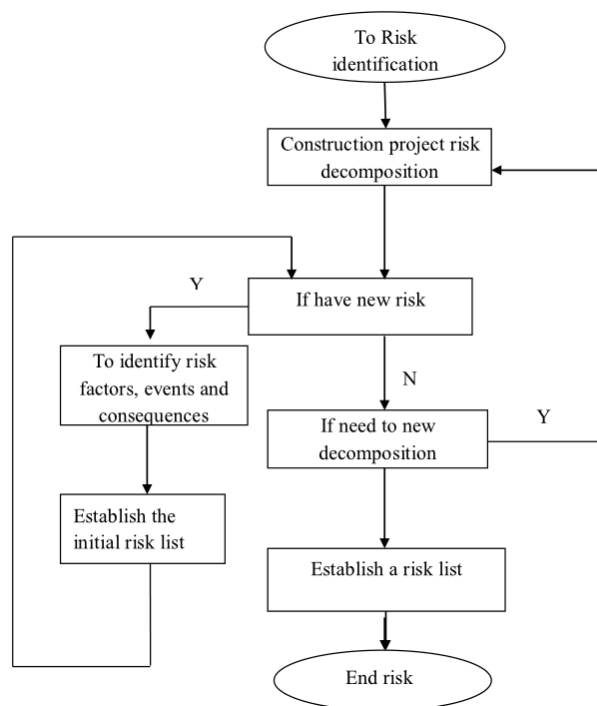 To Risk
identification
Construction project risk
decomposition
Y
If have new risk
To identify risk
factors, events and
consequences
N
If need to new
decomposition
Y
Establish the
initial risk list
Establish a risk list
End risk